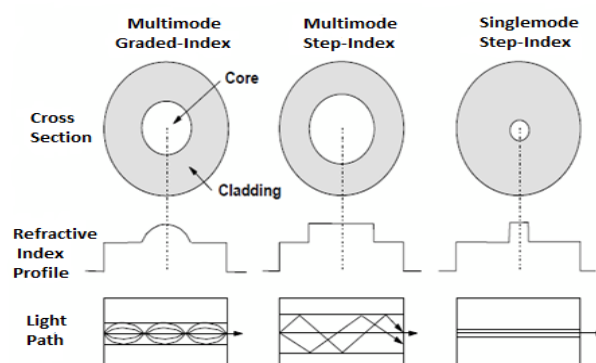 Multimode
Graded-Index
Multimode
Step-Index
Singlemode
Step-Index
Core
Cross
Section
Cladding
Refractive
Index
Profile
Light
Path